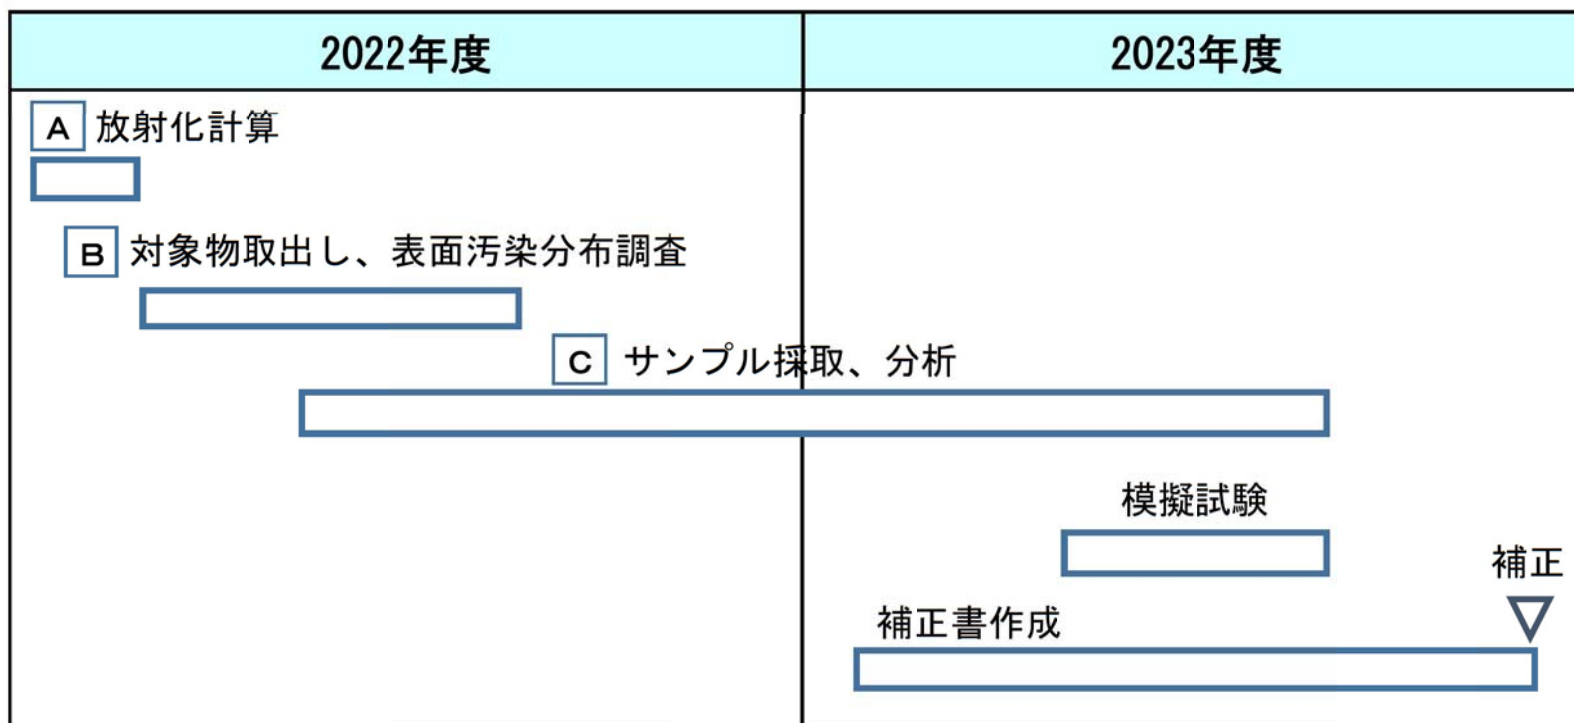 2022年度
2023年度
A 放射化計算
B 対象物取出し、表面汚染分布調査
C サンプル採取、分析
模擬試験
補正
補正書作成